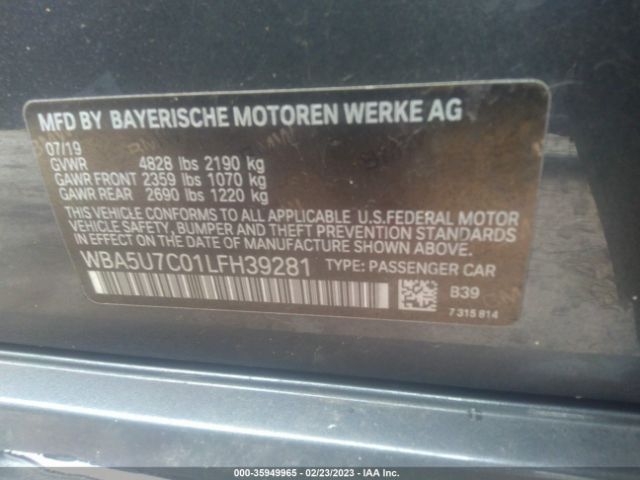 MFD BY BAYERISCHE MOTOREN WERKE AG
07/19
GVWR 4828 lbs 2190 kg
GAWR FRONT 2359 lbs 1070 kg
GAWR REAR 2690 lbs 1220 kg
THIS VEHICLE CONFORMS TO ALL APPLICABLE U.S.FEDERAL MOTOR
VEHICLE SAFETY, BUMPER AND THEFT PREVENTION STANDARDS
IN EFFECT ON THE DATE OF MANUFACTURE SHOWN ABOVE.
WBA5U7C01LFH39281 TYPE: PASSENGER CAR
B39
7 315 814
000-35949965 - 02/23/2023 - IAA Inc.